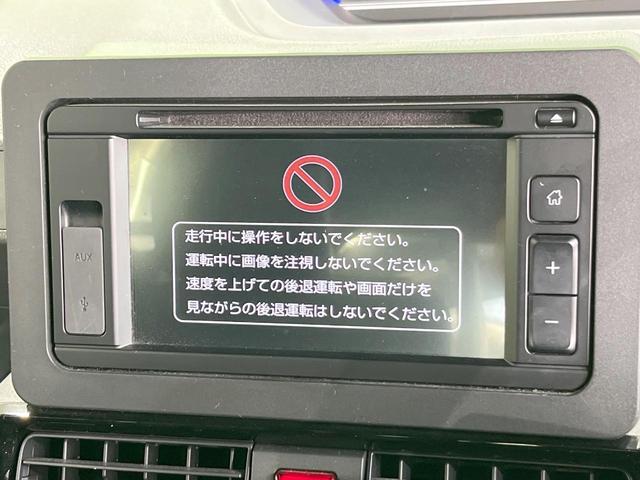 走行中に操作をしないでください。
運転中に画像を注視しないでください。
速度を上げての後退運転や画面だけを
見ながらの後退運転はしないでください。
AUX
+
−